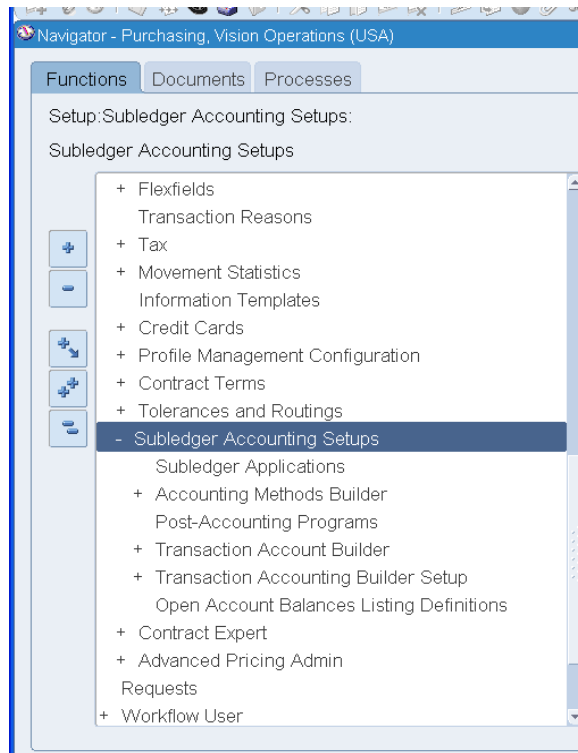 Navigator - Purchasing, Vision Operations (USA)
Functions Documents Processes
Setup:Subledger Accounting Setups:
Subledger Accounting Setups
+ Flexfields
Transaction Reasons
+ Tax
+ Movement Statistics
Information Templates
+ Credit Cards
+ Profile Management Configuration
+ Contract Terms
+ Tolerances and Routings
- Subledger Accounting Setups
Subledger Applications
+ Accounting Methods Builder
Post-Accounting Programs
+ Transaction Account Builder
+ Transaction Accounting Builder Setup
Open Account Balances Listing Definitions
+ Contract Expert
+ Advanced Pricing Admin
Requests
+ Workflow User